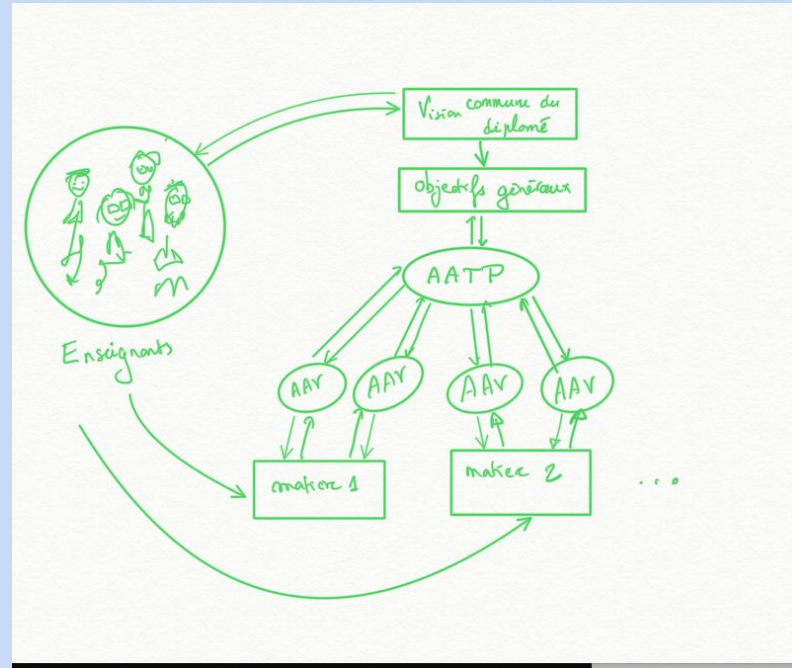 Vision commune du
diplomé
objectifs généraux
AATP
AAV
AAV
AAV
AAV
Enseignants
matiere 1
matiere 2
...